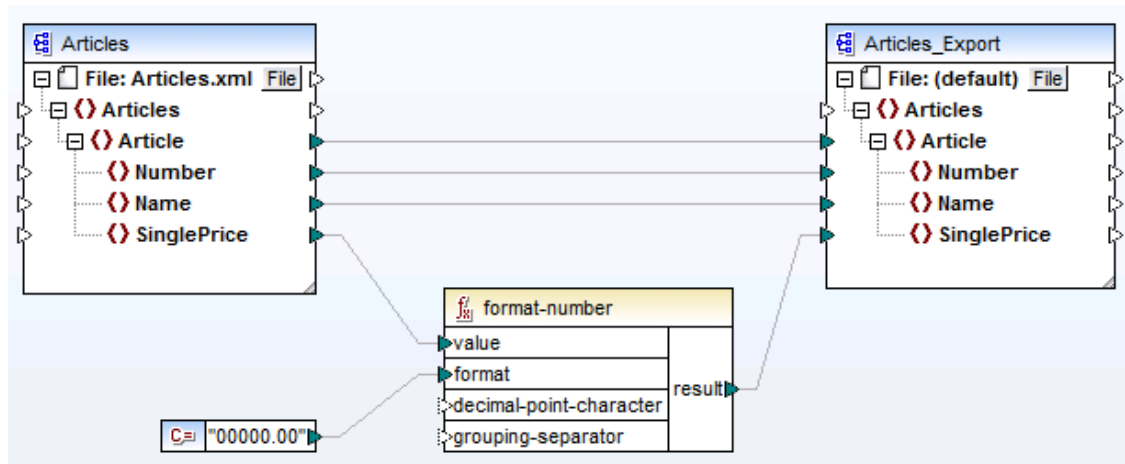 Articles
File: Articles.xml File
Articles
Article
Number
Name
SinglePrice
Articles_Export
File: (default) File
Articles
Article
Number
Name
SinglePrice
format-number
value
format
decimal-point-character
grouping-separator
result
C= "00000.00"